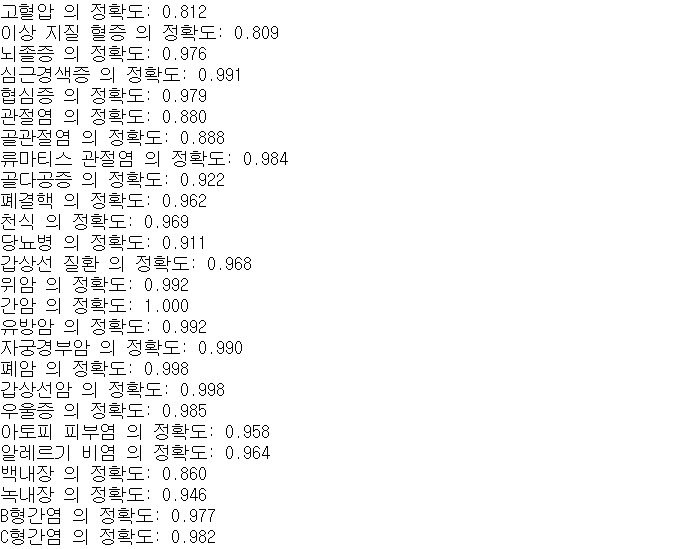 고혈압 의 정확도: 0.812
이상 지질 혈증 의 정확도: 0.809
뇌졸증 의 정확도: 0.976
심근경색증 의 정확도: 0.991
협심증 의 정확도: 0.979
관절염 의 정확도: 0.880
골관절염 의 정확도: 0.888
류마티스 관절염 의 정확도: 0.984
골다공증 의 정확도: 0.922
폐결핵 의 정확도: 0.962
천식 의 정확도: 0.969
당뇨병 의 정확도: 0.911
갑상선 질환 의 정확도: 0.968
위암 의 정확도: 0.992
간암 의 정확도: 1.000
유방암 의 정확도: 0.992
자궁경부암 의 정확도: 0.990
폐암 의 정확도: 0.998
갑상선암 의 정확도: 0.998
우울증 의 정확도: 0.985
아토피 피부염 의 정확도: 0.958
알레르기 비염 의 정확도: 0.964
백내장 의 정확도: 0.860
녹내장 의 정확도: 0.946
B형간염 의 정확도: 0.977
C형간염 의 정확도: 0.982